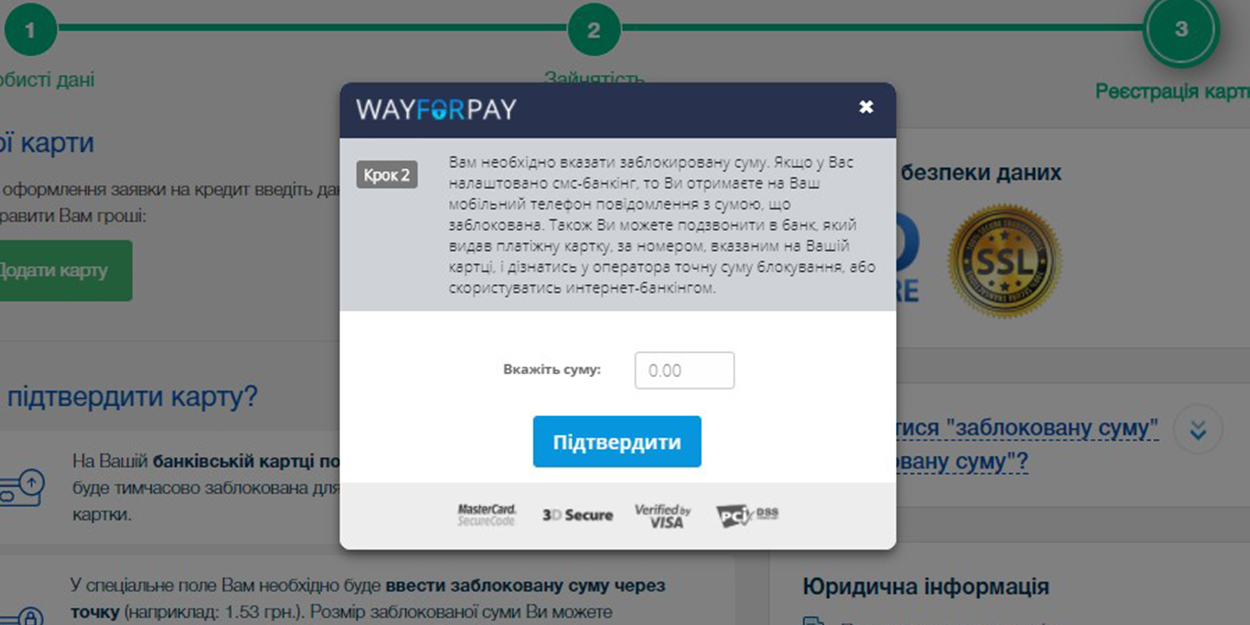 1
2
3
обисті дані
Зайнятість
Реєстрація карти
WAYFORPAY
Крок 2
Вам необхідно вказати заблокировану суму. Якщо у Вас
налаштовано смс-банкінг, то Ви отримаєте на Ваш
мобільний телефон повідомлення з сумою, що
заблокована. Також Ви можете подзвонити в банк, який
видав платіжну картку, за номером, вказаним на Вашій
картці, і дізнатись у оператора точну суму блокування, або
скористуватись интернет-банкінгом.
Вкажіть суму:
0.00
Підтвердити
MasterCard.
SecureCode
3D Secure
Verified by
VISA
PCI DSS
ої карти
оформлення заявки на кредит введіть да
равити Вам гроші:
Додати карту
безпеки даних
SSL
підтвердити карту?
На Вашій банківській картці по
буде тимчасово заблокована для
картки.
тися "заблоковану суму"
овану суму"?
У спеціальне поле Вам необхідно буде ввести заблоковану суму через
точку (наприклад: 1.53 грн.). Розмір заблокованої суми Ви можете
Юридична інформація